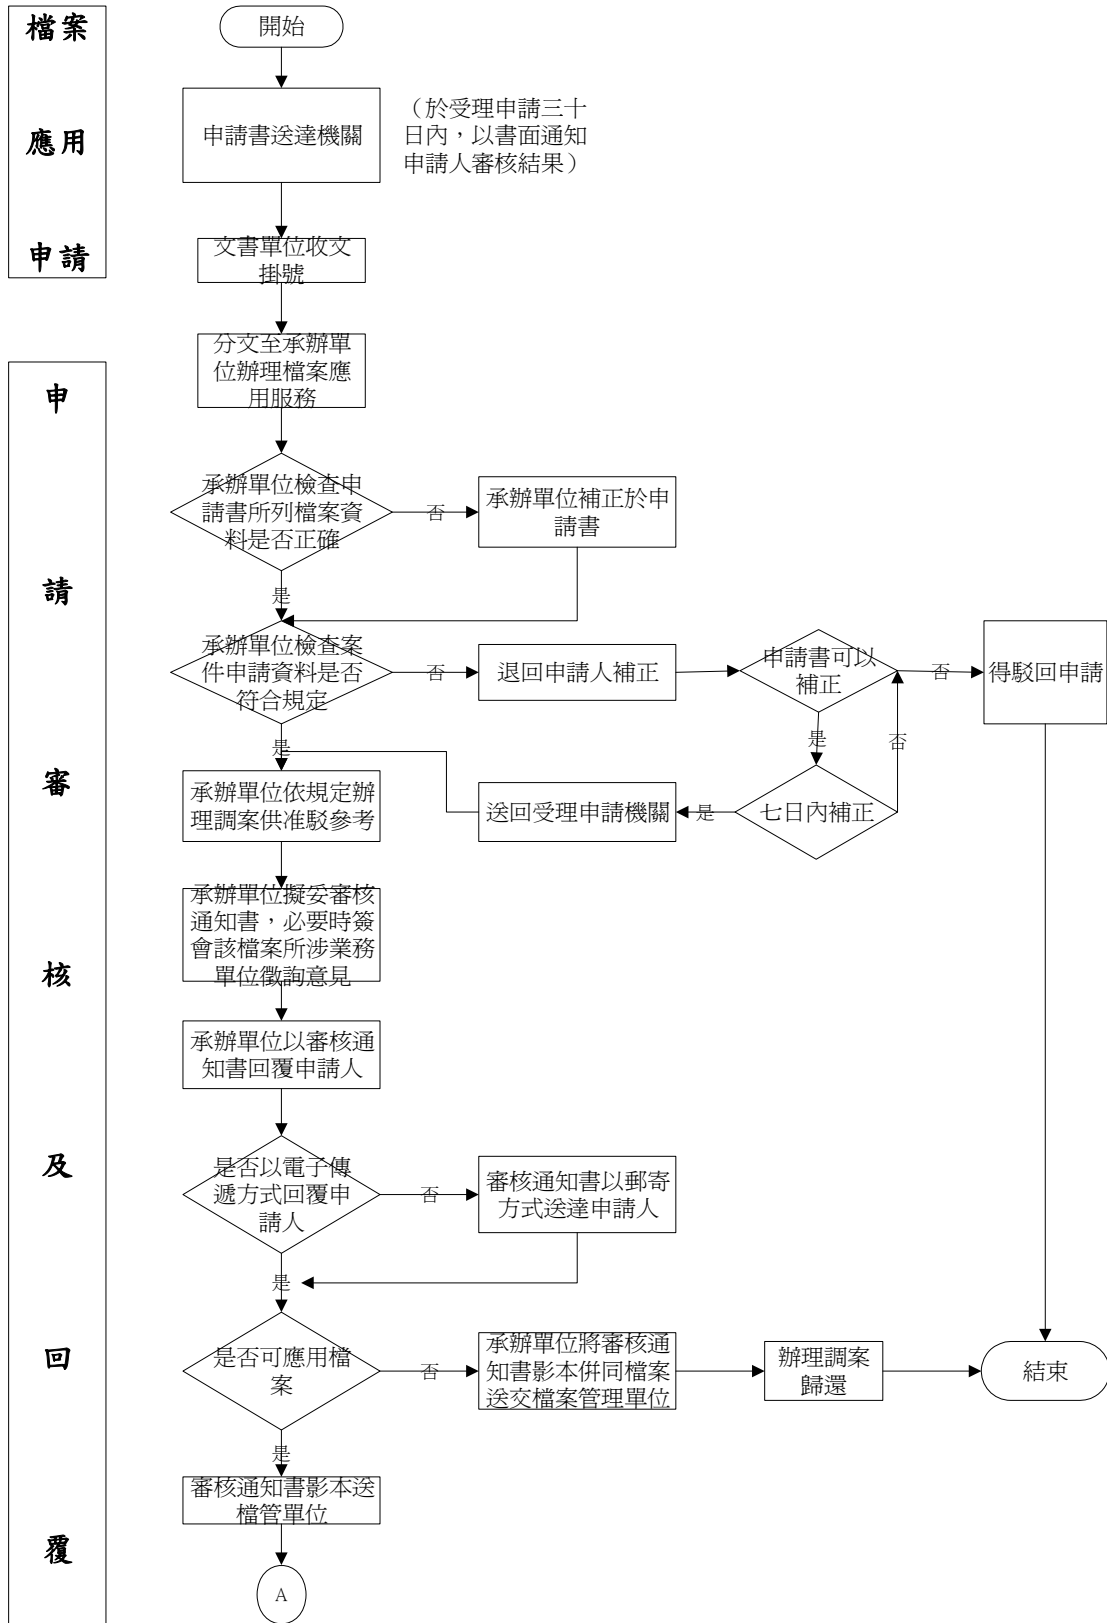 檔案
應用
申請
開始
申請書送達機關
（於受理申請三十
日內，以書面通知
申請人審核結果）
文書單位收文
掛號
分文至承辦單
位辦理檔案應
用服務
申
請
審
核
及
回
覆
承辦單位檢查申
請書所列檔案資
料是否正確
否
承辦單位補正於申
請書
是
承辦單位檢查案
件申請資料是否
符合規定
否
退回申請人補正
申請書可以
補正
否
得駁回申請
是
是
否
承辦單位依規定辦
理調案供准駁參考
送回受理申請機關
是
七日內補正
承辦單位擬妥審核
通知書，必要時簽
會該檔案所涉業務
單位徵詢意見
承辦單位以審核通
知書回覆申請人
是否以電子傳
遞方式回覆申
請人
否
審核通知書以郵寄
方式送達申請人
是
是否可應用檔
案
否
承辦單位將審核通
知書影本併同檔案
送交檔案管理單位
辦理調案
歸還
結束
是
審核通知書影本送
檔管單位
A